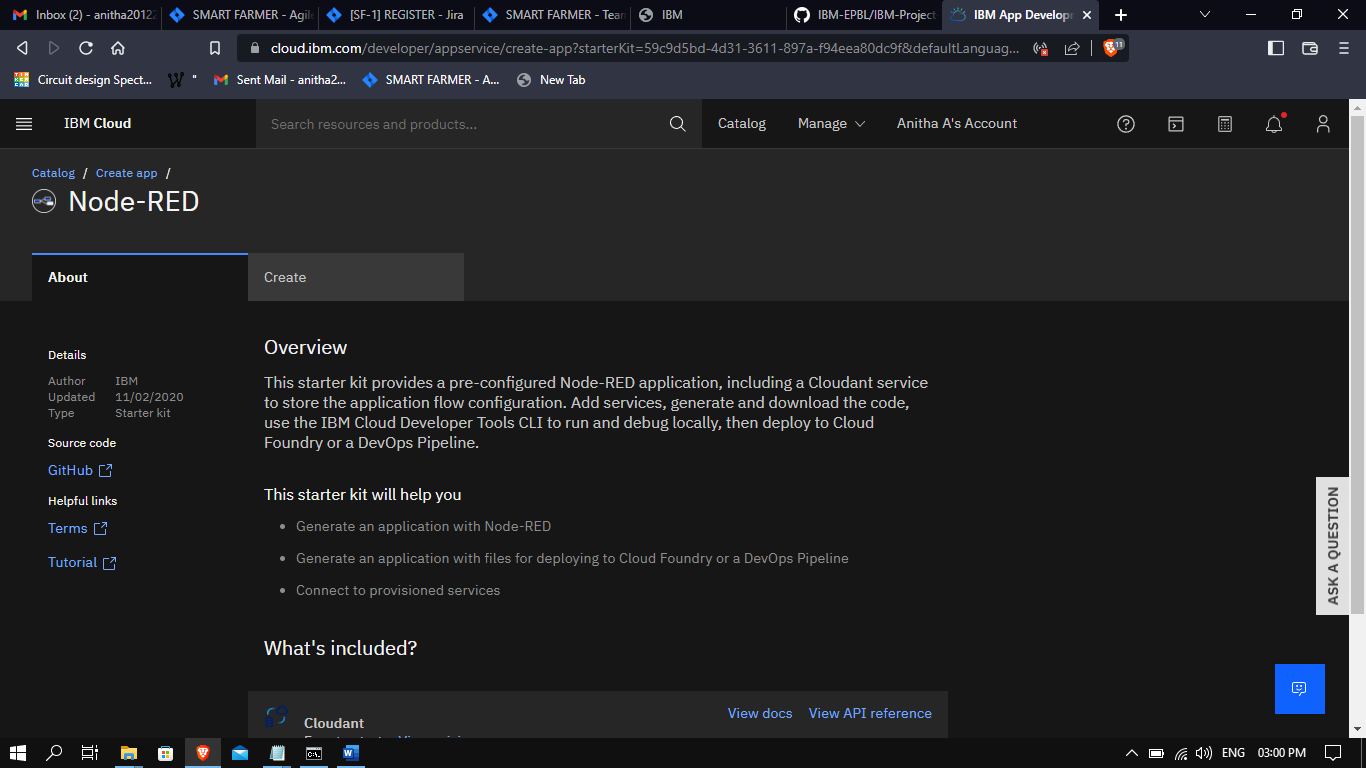 Inbox (2) - anitha20122
SMART FARMER - Agile
[SF-1] REGISTER - Jira
SMART FARMER - Team
IBM
IBM-EPBL/IBM-Project
IBM App Develop
cloud.ibm.com/developer/appservice/create-app?starterKit=59c9d5bd-4d31-3611-897a-f94eea80dc9f&defaultLanguag...
11
Circuit design Spect...
"
Sent Mail - anitha2...
SMART FARMER - A...
New Tab
IBM Cloud
Search resources and products...
Catalog
Manage
Anitha A's Account
Catalog / Create app /
Node-RED
About
Create
Details
Author IBM
Updated 11/02/2020
Type Starter kit
Source code
GitHub
Helpful links
Terms
Tutorial
Overview
This starter kit provides a pre-configured Node-RED application, including a Cloudant service
to store the application flow configuration. Add services, generate and download the code,
use the IBM Cloud Developer Tools CLI to run and debug locally, then deploy to Cloud
Foundry or a DevOps Pipeline.
This starter kit will help you
• Generate an application with Node-RED
• Generate an application with files for deploying to Cloud Foundry or a DevOps Pipeline
• Connect to provisioned services
What's included?
Cloudant
View docs
View API reference
ASK A QUESTION
ENG
03:00 PM